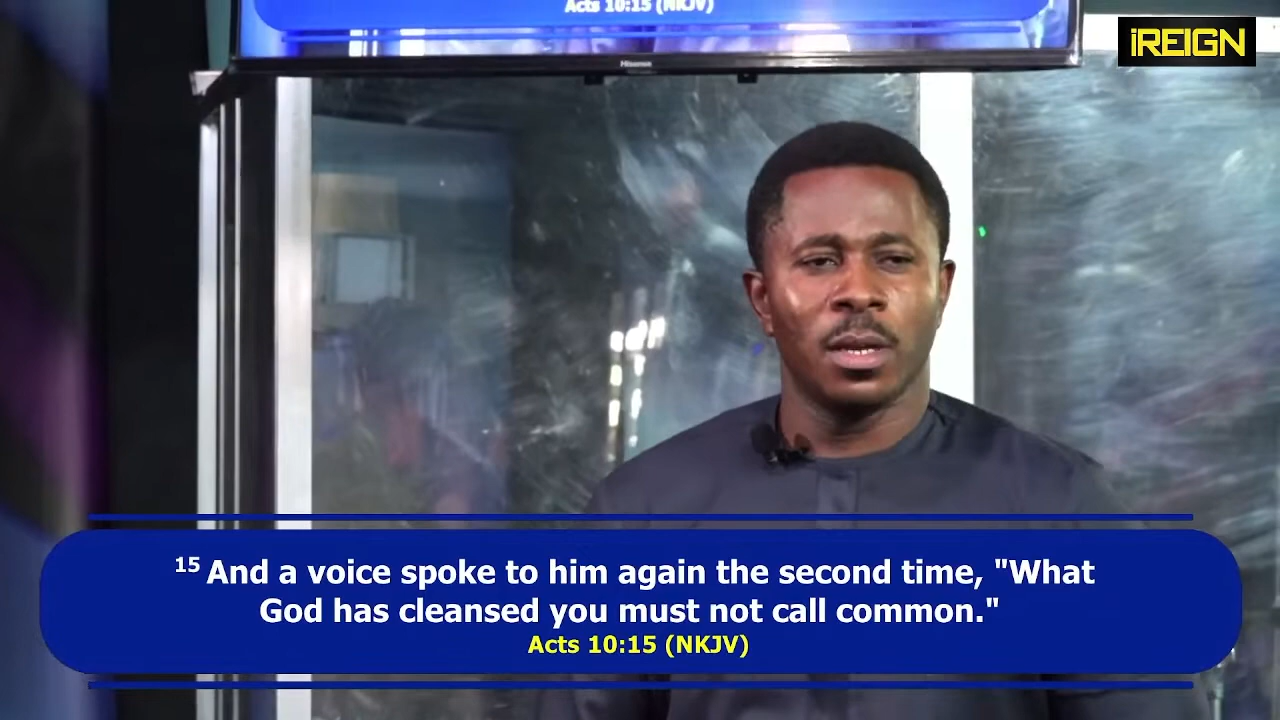 Acts 10:15 (NKJV)
Hisense
iREIGN
15 And a voice spoke to him again the second time, "What
God has cleansed you must not call common."
Acts 10:15 (NKJV)